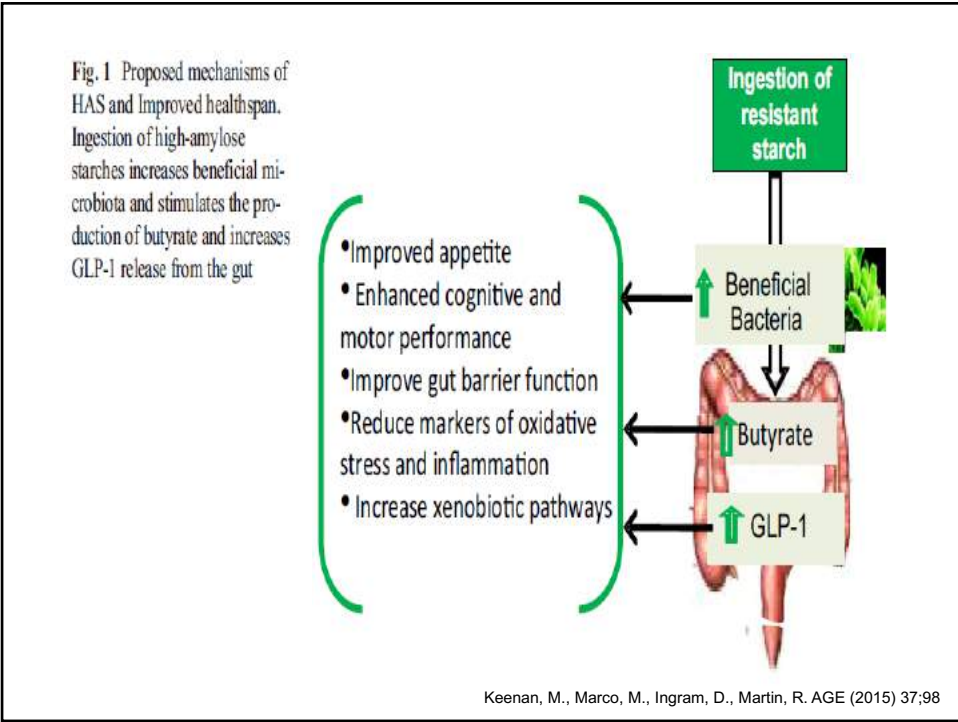 Fig. 1 Proposed mechanisms of
HAS and Improved healthspan.
Ingestion of high-amylose
starches increases beneficial mi-
crobiota and stimulates the pro-
duction of butyrate and increases
GLP-1 release from the gut
Ingestion of
resistant
starch
•Improved appetite
• Enhanced cognitive and
motor performance
•Improve gut barrier function
•Reduce markers of oxidative
stress and inflammation
• Increase xenobiotic pathways
Beneficial
Bacteria
Butyrate
GLP-1
Keenan, M., Marco, M., Ingram, D., Martin, R. AGE (2015) 37;98